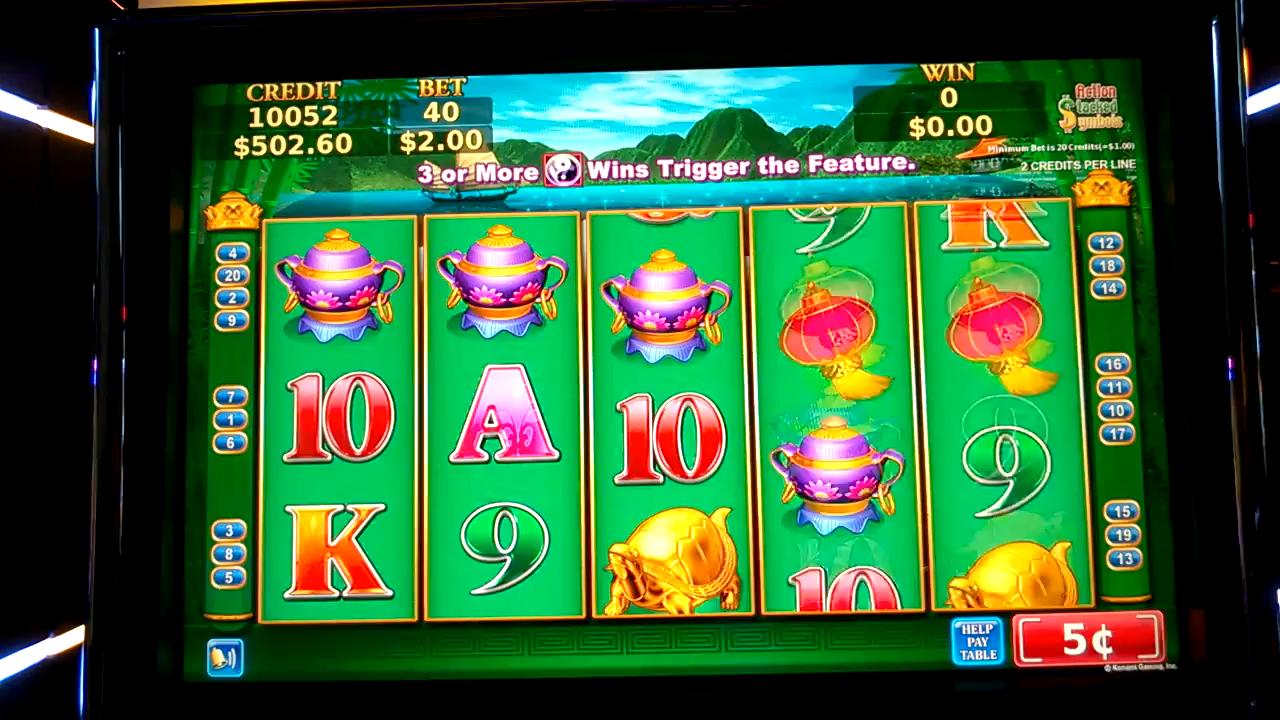 CREDIT
10052
$502.60
BET
40
$2.00
WIN
0
$0.00
Action
$tacked
Symbols
Minimum Bet is 20 Credits(=$1.00)
2 CREDITS PER LINE
3 or More Wins Trigger the Feature.
4
20
2
9
7
1
6
3
8
5
K
9
10 A 10
9
K 9
10
12
18
14
16
11
10
17
15
19
13
HELP
PAY
TABLE
5¢
© Konami Gaming, Inc.